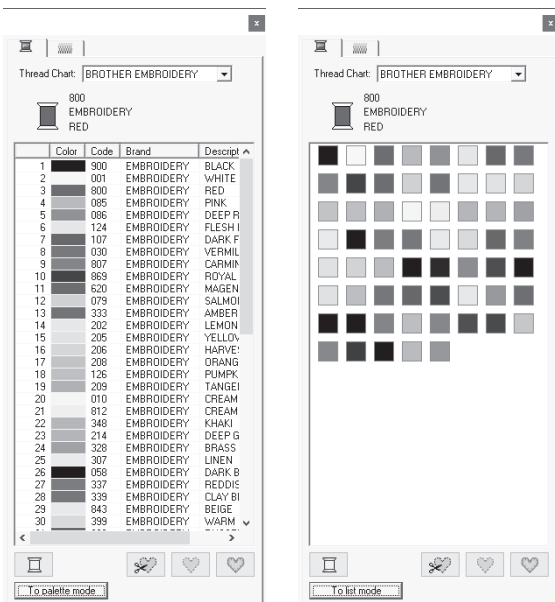 x
Thread Chart: BROTHER EMBROIDERY
800
EMBROIDERY
RED
Color Code Brand Descript
1 900 EMBROIDERY BLACK
2 001 EMBROIDERY WHITE
3 800 EMBROIDERY RED
4 085 EMBROIDERY PINK
5 086 EMBROIDERY DEEP R
6 124 EMBROIDERY FLESH
7 107 EMBROIDERY DARK F
8 030 EMBROIDERY VERMIL
9 807 EMBROIDERY CARMIN
10 869 EMBROIDERY ROYAL
11 620 EMBROIDERY MAGEN
12 079 EMBROIDERY SALMO
13 333 EMBROIDERY AMBER
14 202 EMBROIDERY LEMON
15 205 EMBROIDERY YELLOV
16 206 EMBROIDERY HARVE
17 208 EMBROIDERY ORANG
18 126 EMBROIDERY PUMPK
19 209 EMBROIDERY TANGE
20 010 EMBROIDERY CREAM
21 812 EMBROIDERY CREAM
22 348 EMBROIDERY KHAKI
23 214 EMBROIDERY DEEP G
24 328 EMBROIDERY BRASS
25 307 EMBROIDERY LINEN
26 058 EMBROIDERY DARK B
27 337 EMBROIDERY REDDIS
28 339 EMBROIDERY CLAY B
29 843 EMBROIDERY BEIGE
30 399 EMBROIDERY WARM
To palette mode
x
Thread Chart: BROTHER EMBROIDERY
800
EMBROIDERY
RED
To list mode